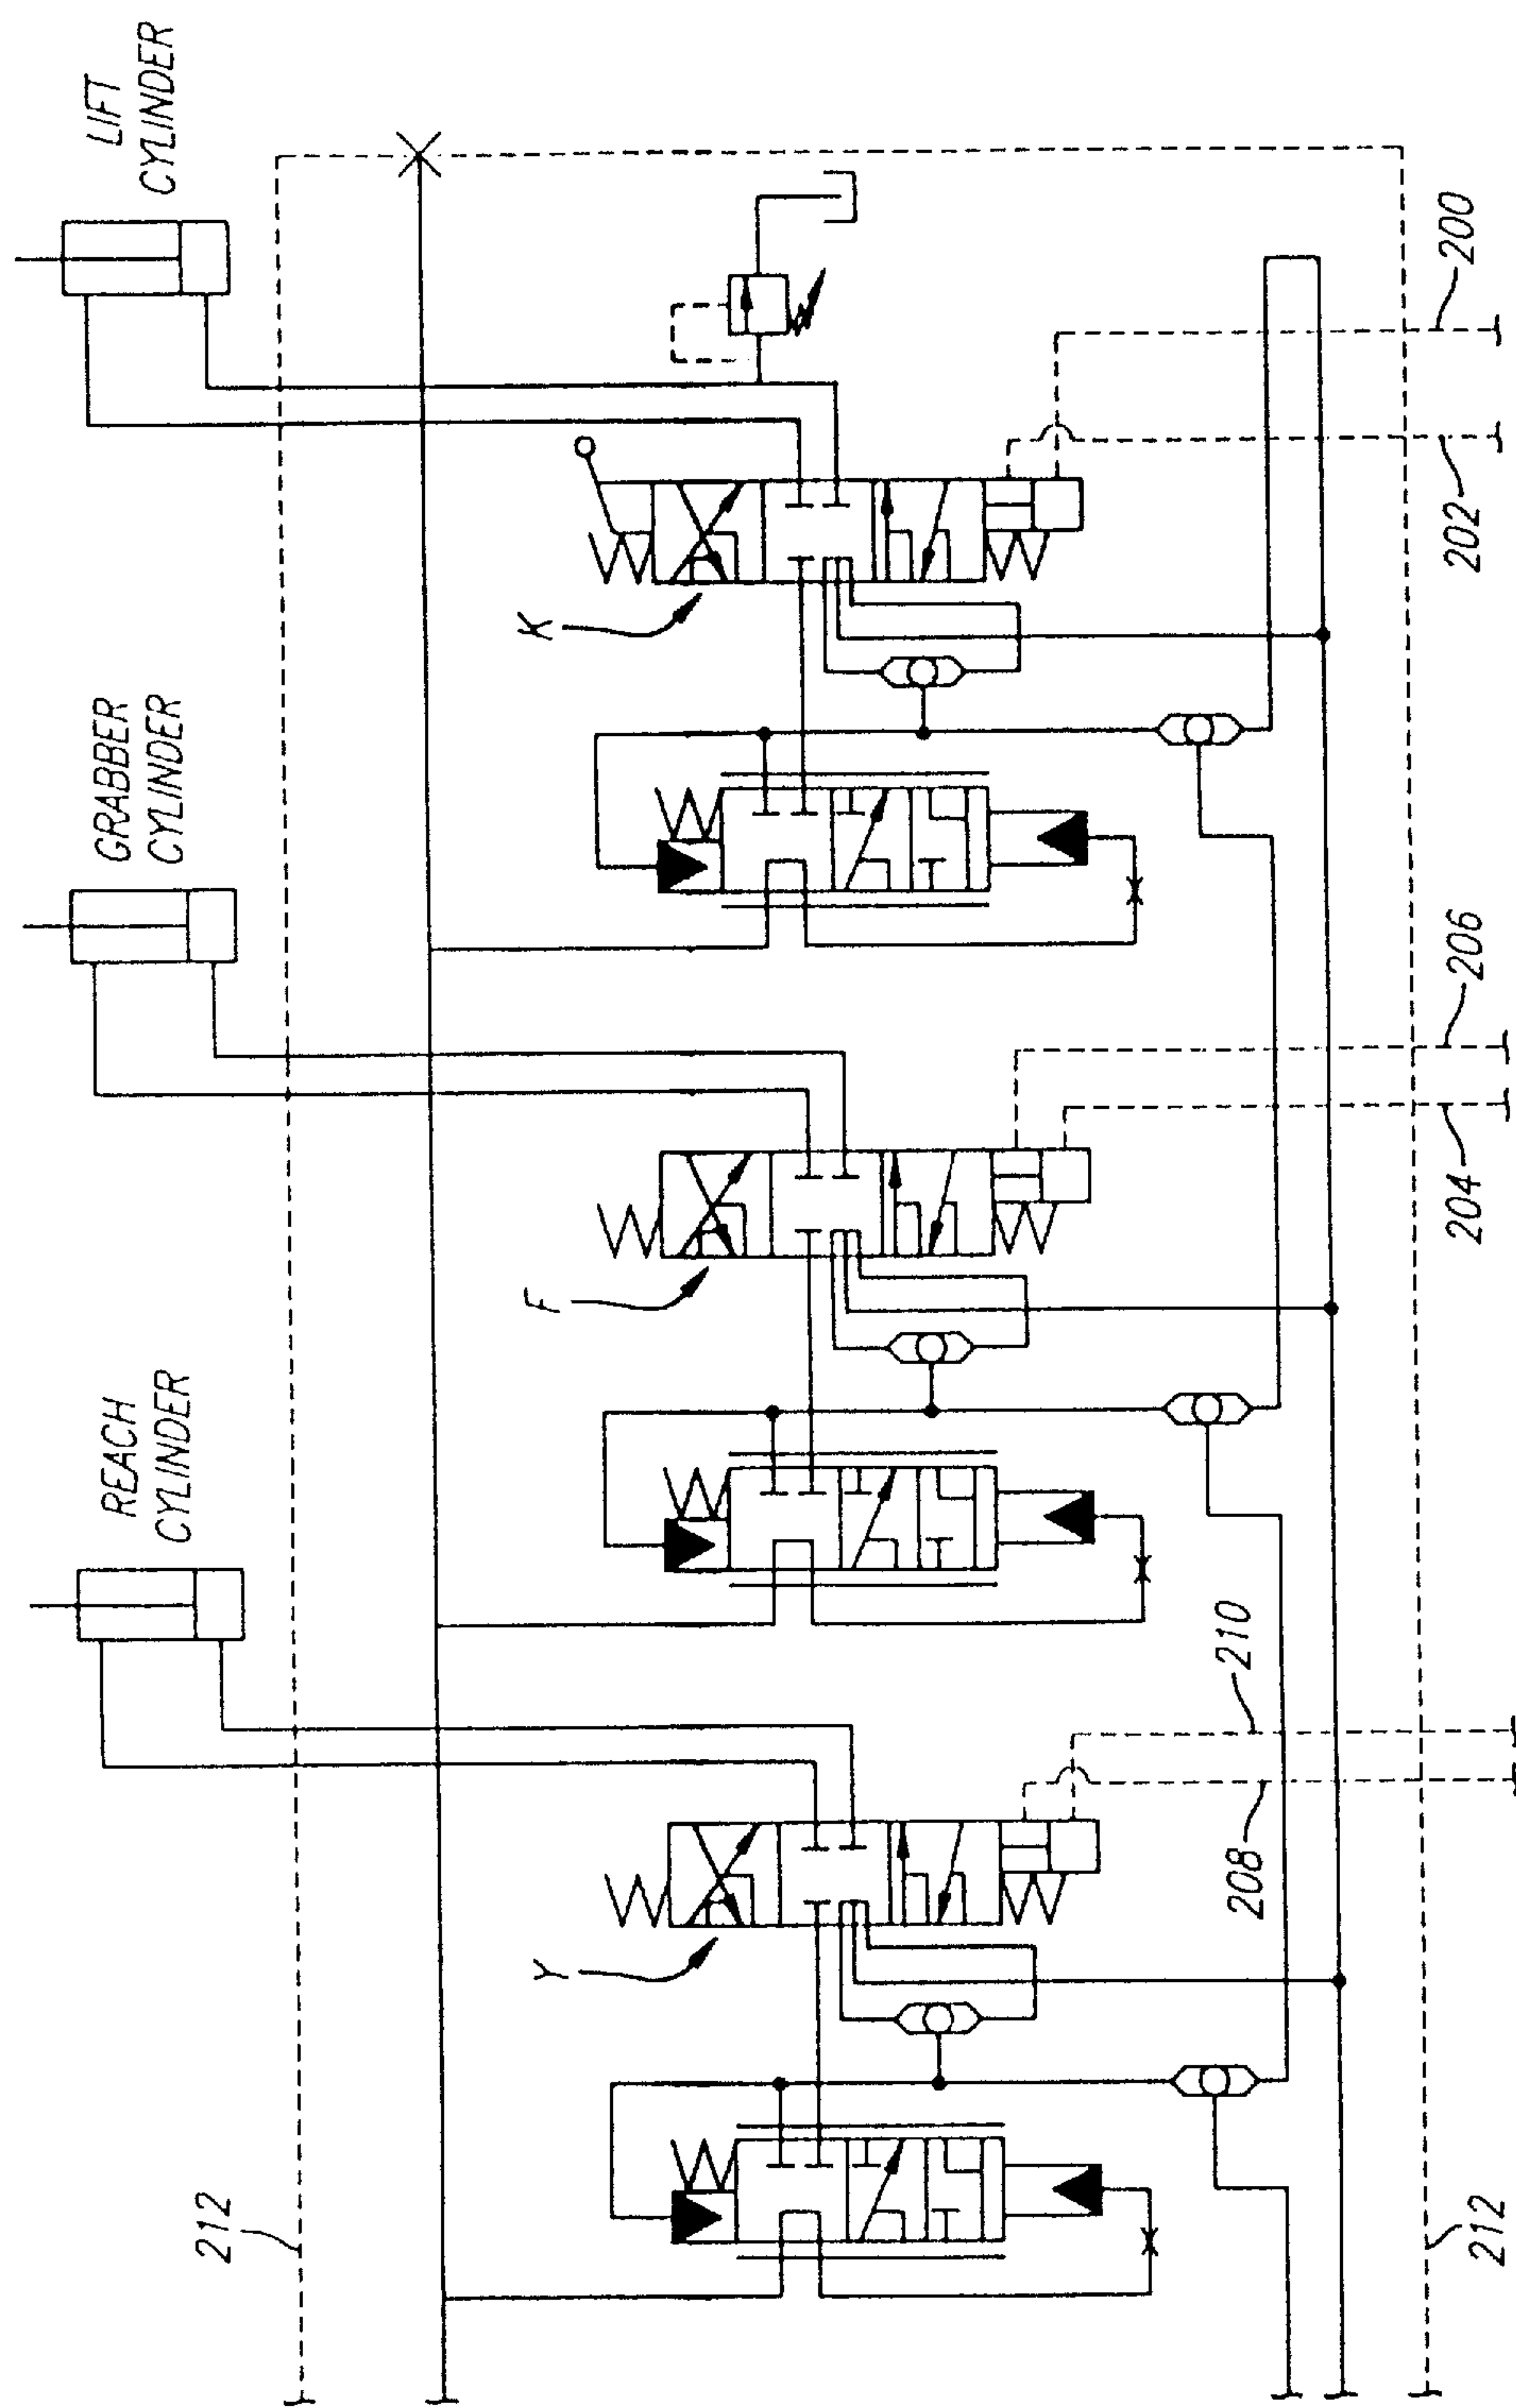 REACH
CYLINDER
GRABBER
CYLINDER
LIFT
CYLINDER
212
Y
F
K
208
210
204
206
202
200
212